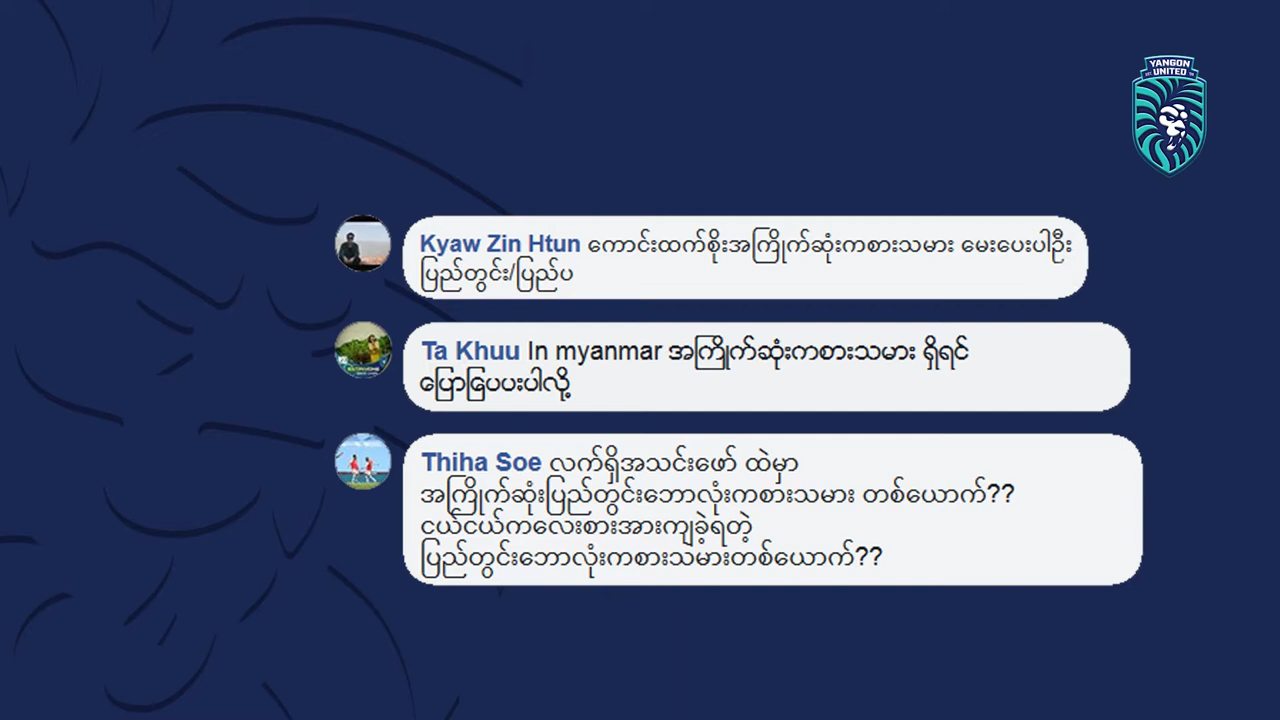 YANGON
UNITED
Kyaw Zin Htun ကောင်းထက်စိုးအကြိုက်ဆုံးကစားသမား မေးပေးပါဦး
ပြည်တွင်း/ပြည်ပ
Ta Khuu In myanmar အကြိုက်ဆုံးကစားသမား ရှိရင်
ပြောပြေပးပါလို့
Thiha Soe လက်ရှိအသင်းဖော် ထဲမှာ
အကြိုက်ဆုံးပြည်တွင်းဘောလုံးကစားသမား တစ်ယောက်??
ငယ်ငယ်ကလေးစားအားကျခဲ့ရတဲ့
ပြည်တွင်းဘောလုံးကစားသမားတစ်ယောက်??